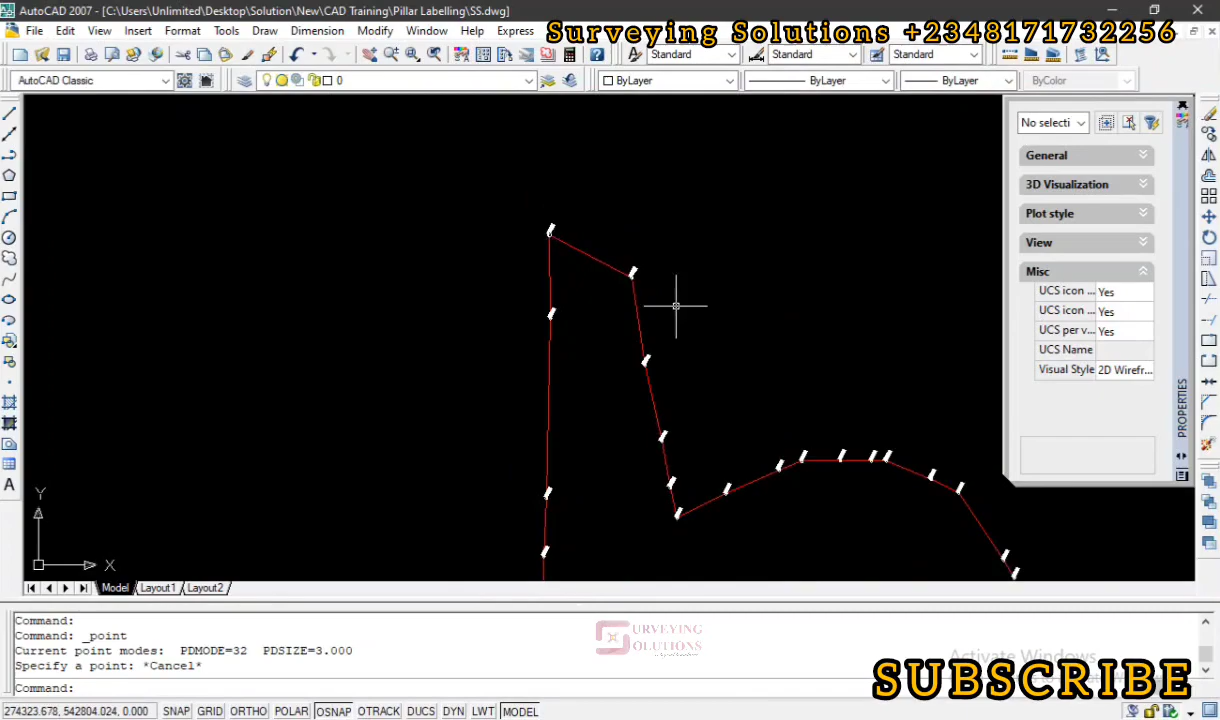 AutoCAD 2007 - [C:\Users\Unlimited\Desktop\Solution\New\CAD Training\Pillar Labelling\SS.dwg]
File Edit View Insert Format Tools Draw Dimension Modify Window Help Express
Surveying Solutions +2348171732256
Standard Standard Standard
AutoCAD Classic 0 ByLayer ByLayer ByLayer ByColor
No selecti
General
3D Visualization
Plot style
View
Misc
UCS icon ... Yes
UCS icon ... Yes
UCS per v... Yes
UCS Name
Visual Style 2D Wirefr...
PROPERTIES
Y
X
Model Layout1 Layout2
Command:
Command: _point
Current point modes: PDMODE=32 PDSIZE=3.000
Specify a point: *Cancel*
Command:
SURVEYING
SOLUTIONS
Activate Windows
SUBSCRIBE
274323.678, 542804.024, 0.000 SNAP GRID ORTHO POLAR OSNAP OTRACK DUCS DYN LWT MODEL